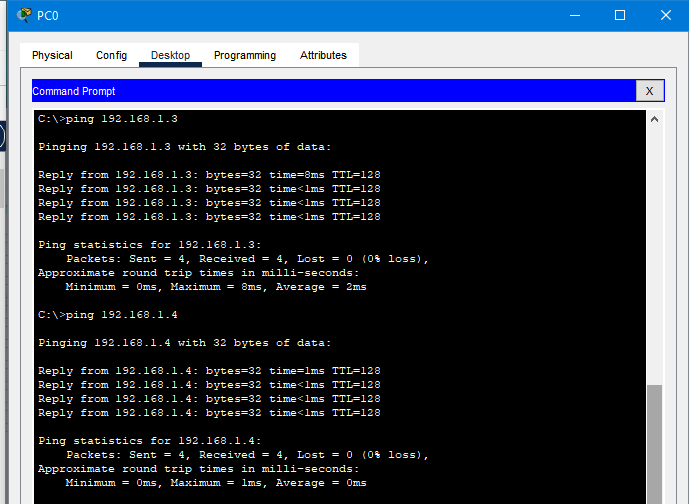 PC0
Physical Config Desktop Programming Attributes
Command Prompt X
C:\>ping 192.168.1.3
Pinging 192.168.1.3 with 32 bytes of data:
Reply from 192.168.1.3: bytes=32 time=8ms TTL=128
Reply from 192.168.1.3: bytes=32 time<1ms TTL=128
Reply from 192.168.1.3: bytes=32 time<1ms TTL=128
Reply from 192.168.1.3: bytes=32 time<1ms TTL=128
Ping statistics for 192.168.1.3:
Packets: Sent = 4, Received = 4, Lost = 0 (0% loss),
Approximate round trip times in milli-seconds:
Minimum = 0ms, Maximum = 8ms, Average = 2ms
C:\>ping 192.168.1.4
Pinging 192.168.1.4 with 32 bytes of data:
Reply from 192.168.1.4: bytes=32 time=1ms TTL=128
Reply from 192.168.1.4: bytes=32 time<1ms TTL=128
Reply from 192.168.1.4: bytes=32 time<1ms TTL=128
Reply from 192.168.1.4: bytes=32 time<1ms TTL=128
Ping statistics for 192.168.1.4:
Packets: Sent = 4, Received = 4, Lost = 0 (0% loss),
Approximate round trip times in milli-seconds:
Minimum = 0ms, Maximum = 1ms, Average = 0ms